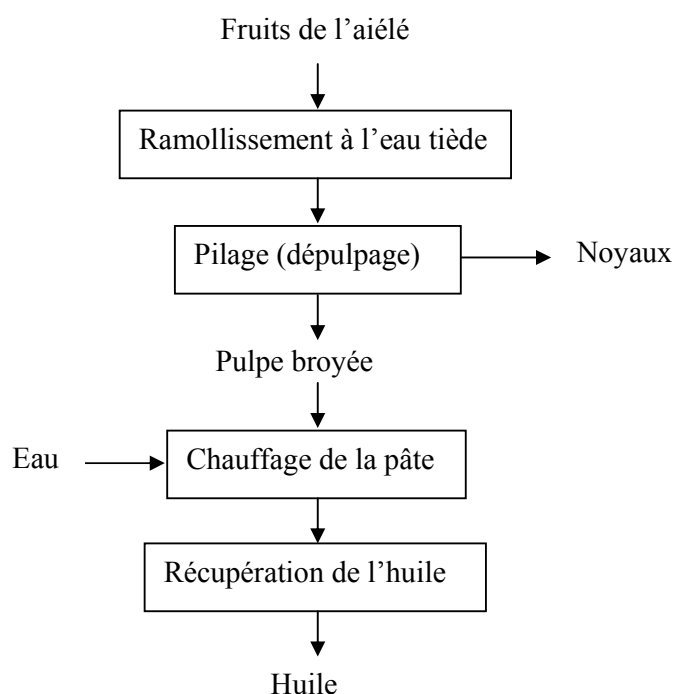 Fruits de l’aiélé
Ramollissement à l’eau tiède
Pilage (dépulpage)
Noyaux
Pulpe broyée
Eau
Chauffage de la pâte
Récupération de l’huile
Huile